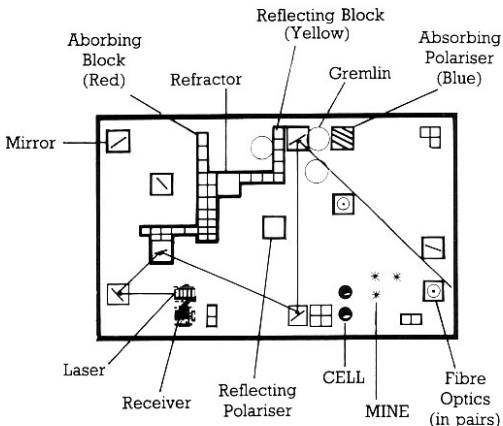 Reflecting Block
(Yellow)
Aborbing
Block
(Red)
Refractor
Gremlin
Absorbing
Polariser
(Blue)
Mirror
Laser
Receiver
Reflecting
Polariser
CELL
MINE
Fibre
Optics
(in pairs)